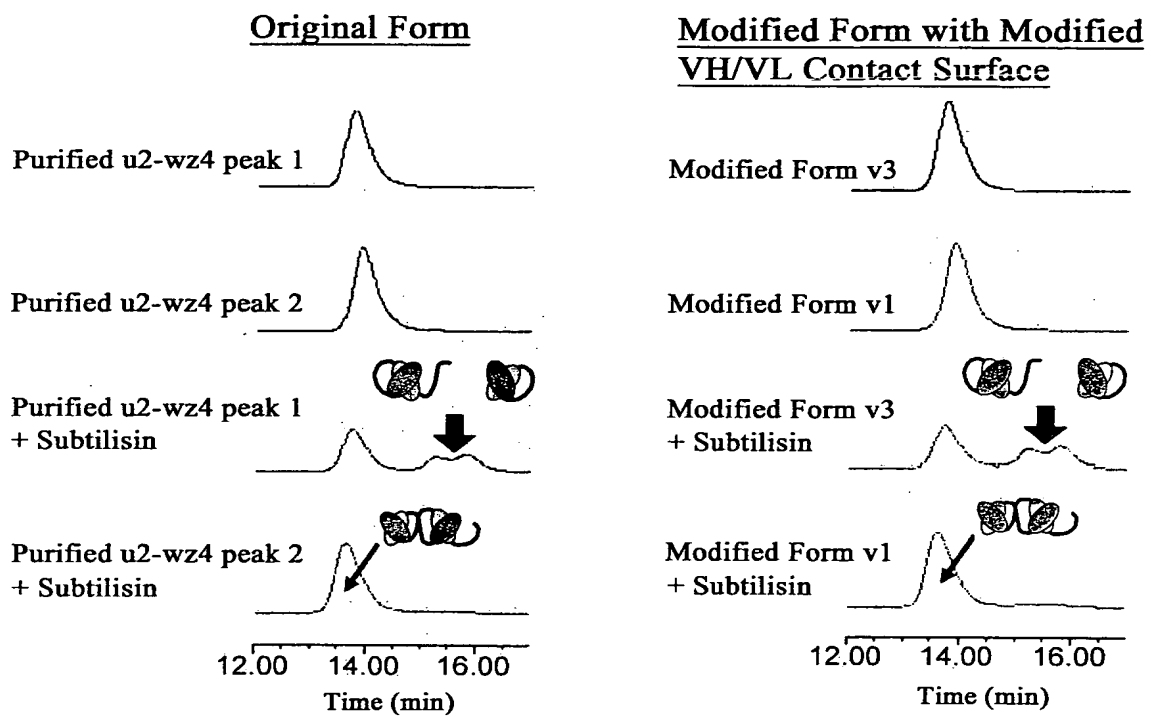 Original Form
Purified u2-wz4 peak 1
Purified u2-wz4 peak 2
Purified u2-wz4 peak 1
+ Subtilisin
Purified u2-wz4 peak 2
+ Subtilisin
12.00 14.00 16.00
Time (min)
Modified Form with Modified
VH/VL Contact Surface
Modified Form v3
Modified Form v1
Modified Form v3
+ Subtilisin
Modified Form v1
+ Subtilisin
12.00 14.00 16.00
Time (min)